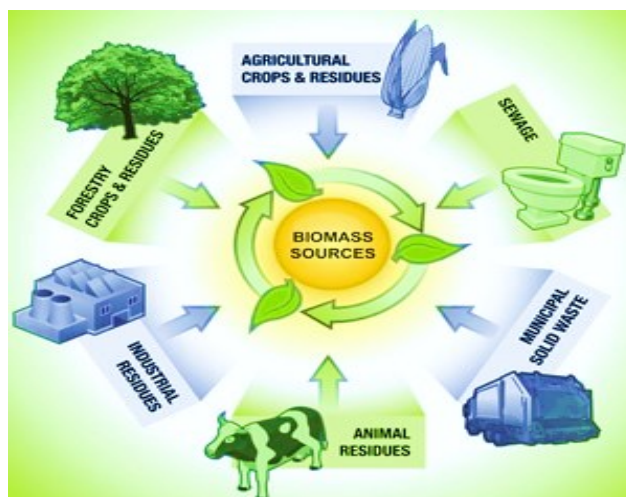 AGRICULTURAL
CROPS & RESIDUES
SEWAGE
FORESTRY
CROPS & RESIDUES
BIOMASS
SOURCES
MUNICIPAL
SOLID WASTE
INDUSTRIAL
RESIDUES
ANIMAL
RESIDUES